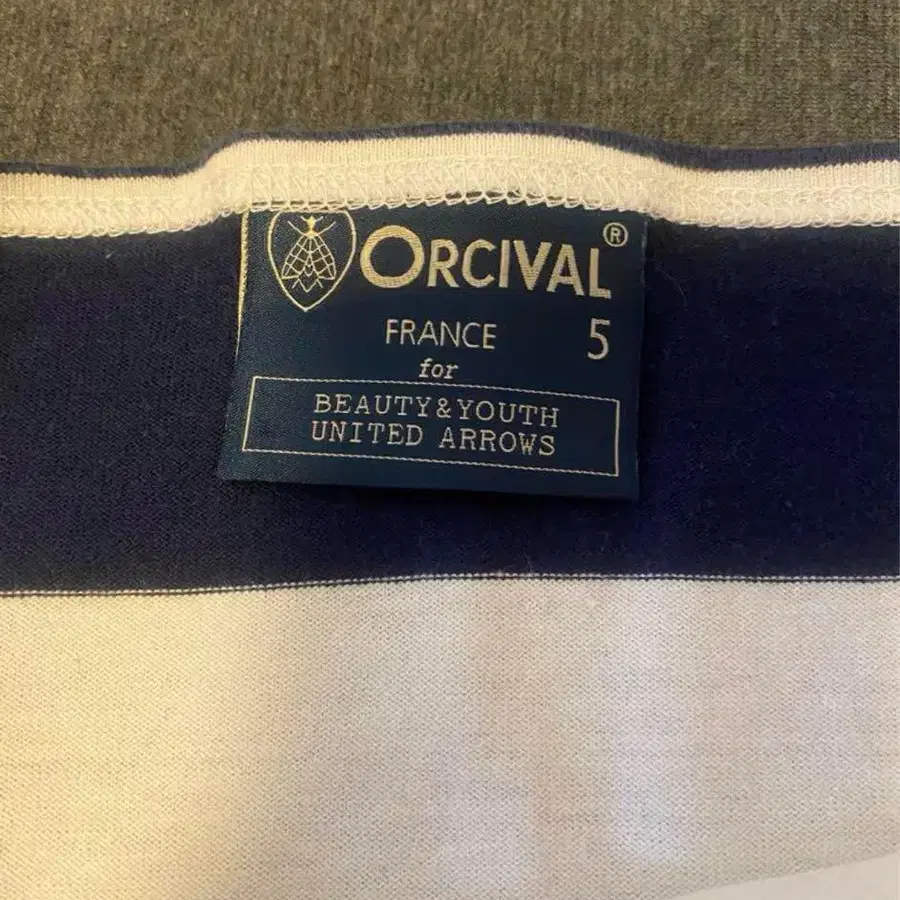 ORCIVAL®
FRANCE 5
for
BEAUTY&YOUTH
UNITED ARROWS